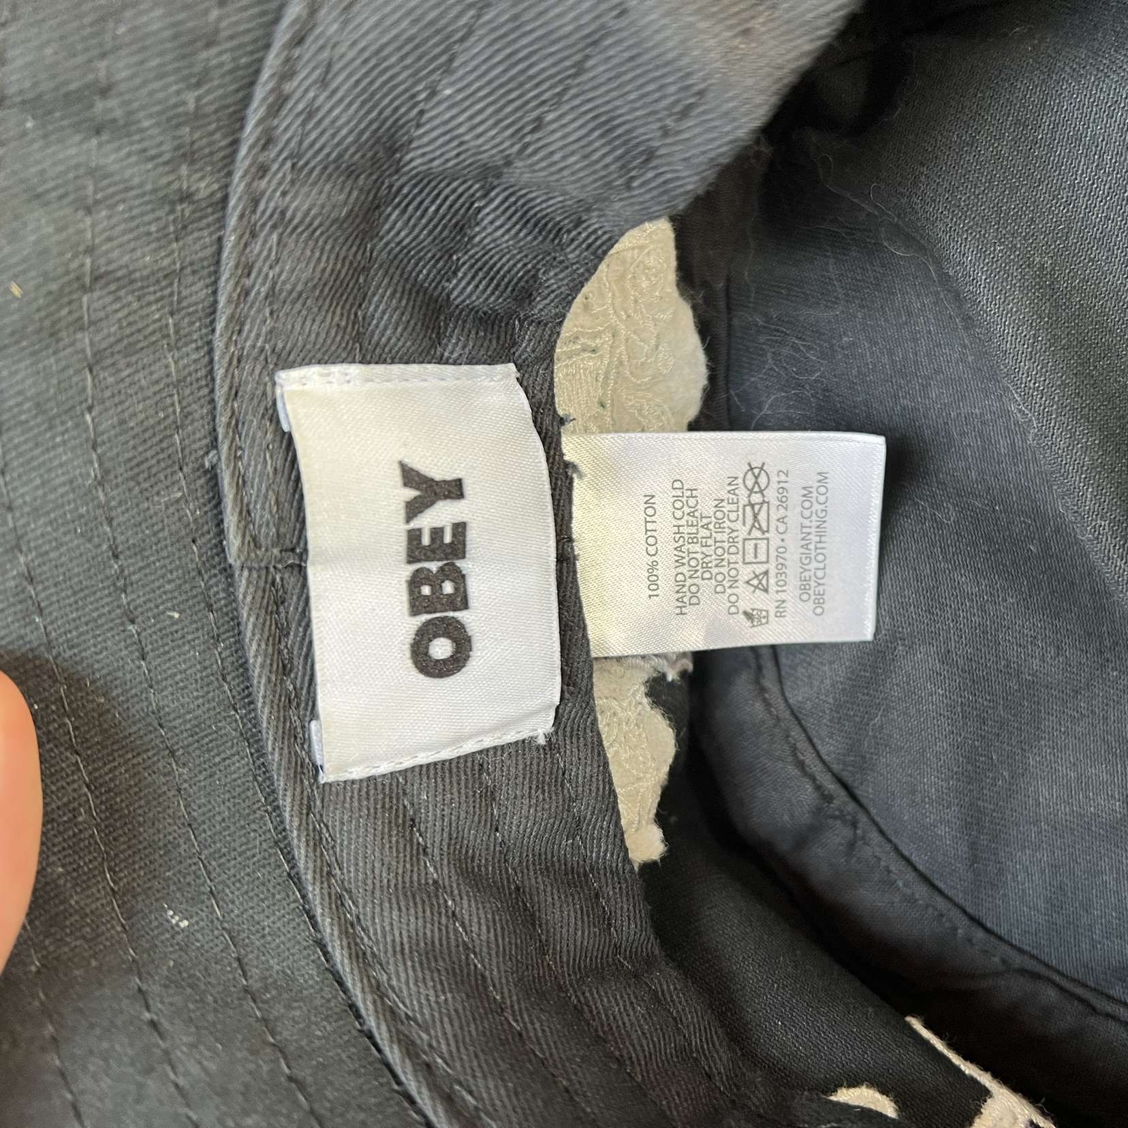 OBEY
100% COTTON
HAND WASH COLD
DO NOT BLEACH
DRY FLAT
DO NOT IRON
DO NOT DRY CLEAN
RN 103970 • CA 26912
OBEYGIANT.COM
OBEYCLOTHING.COM